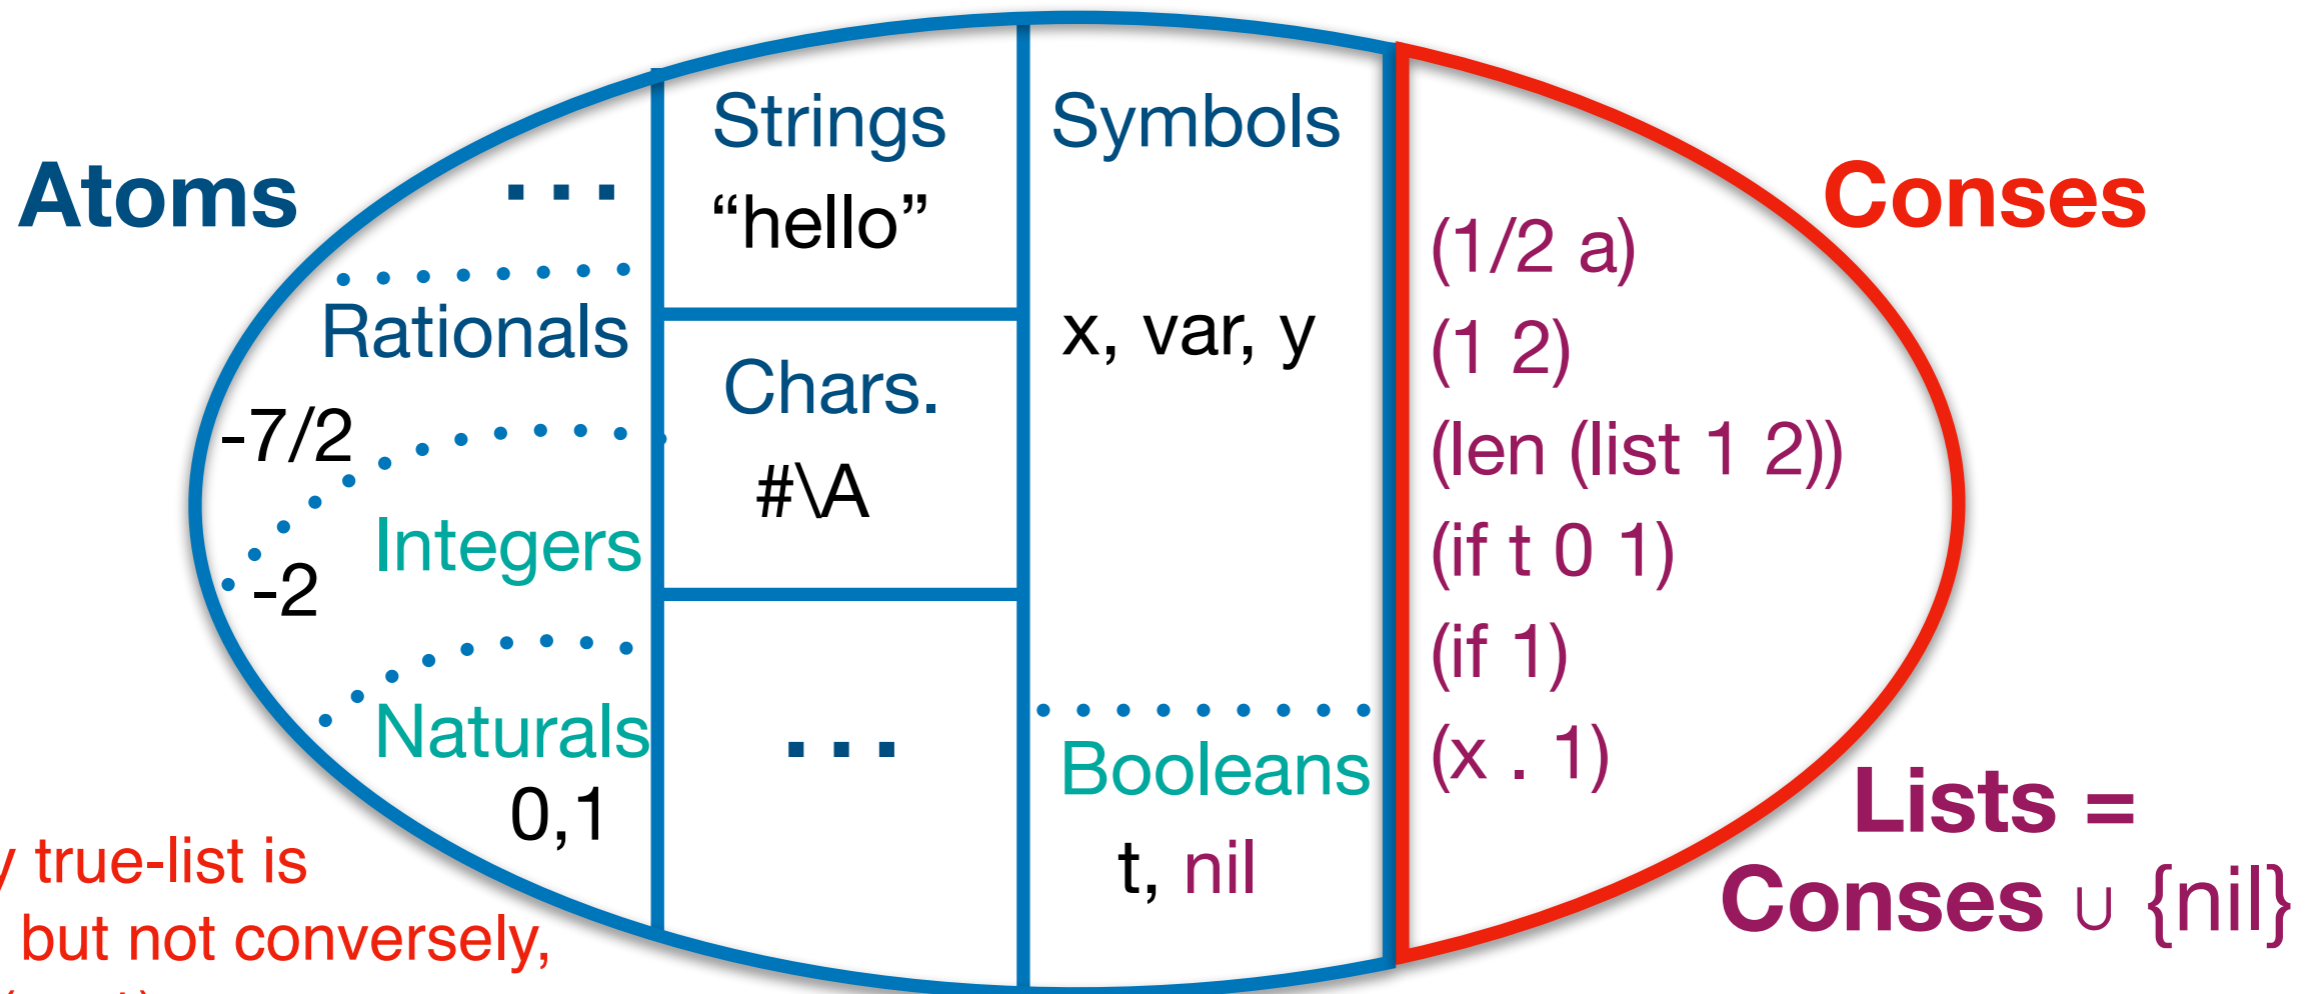 Atoms
...
Rationals
-7/2
Integers
-2
Naturals
0,1
Strings
“hello”
Chars.
#\A
...
Symbols
x, var, y
Booleans
t, nil
(1/2 a)
(1 2)
(len (list 1 2))
(if t 0 1)
(if 1)
(x . 1)
Conses
Lists =
Conses ∪ {nil}
true-list is
but not conversely,